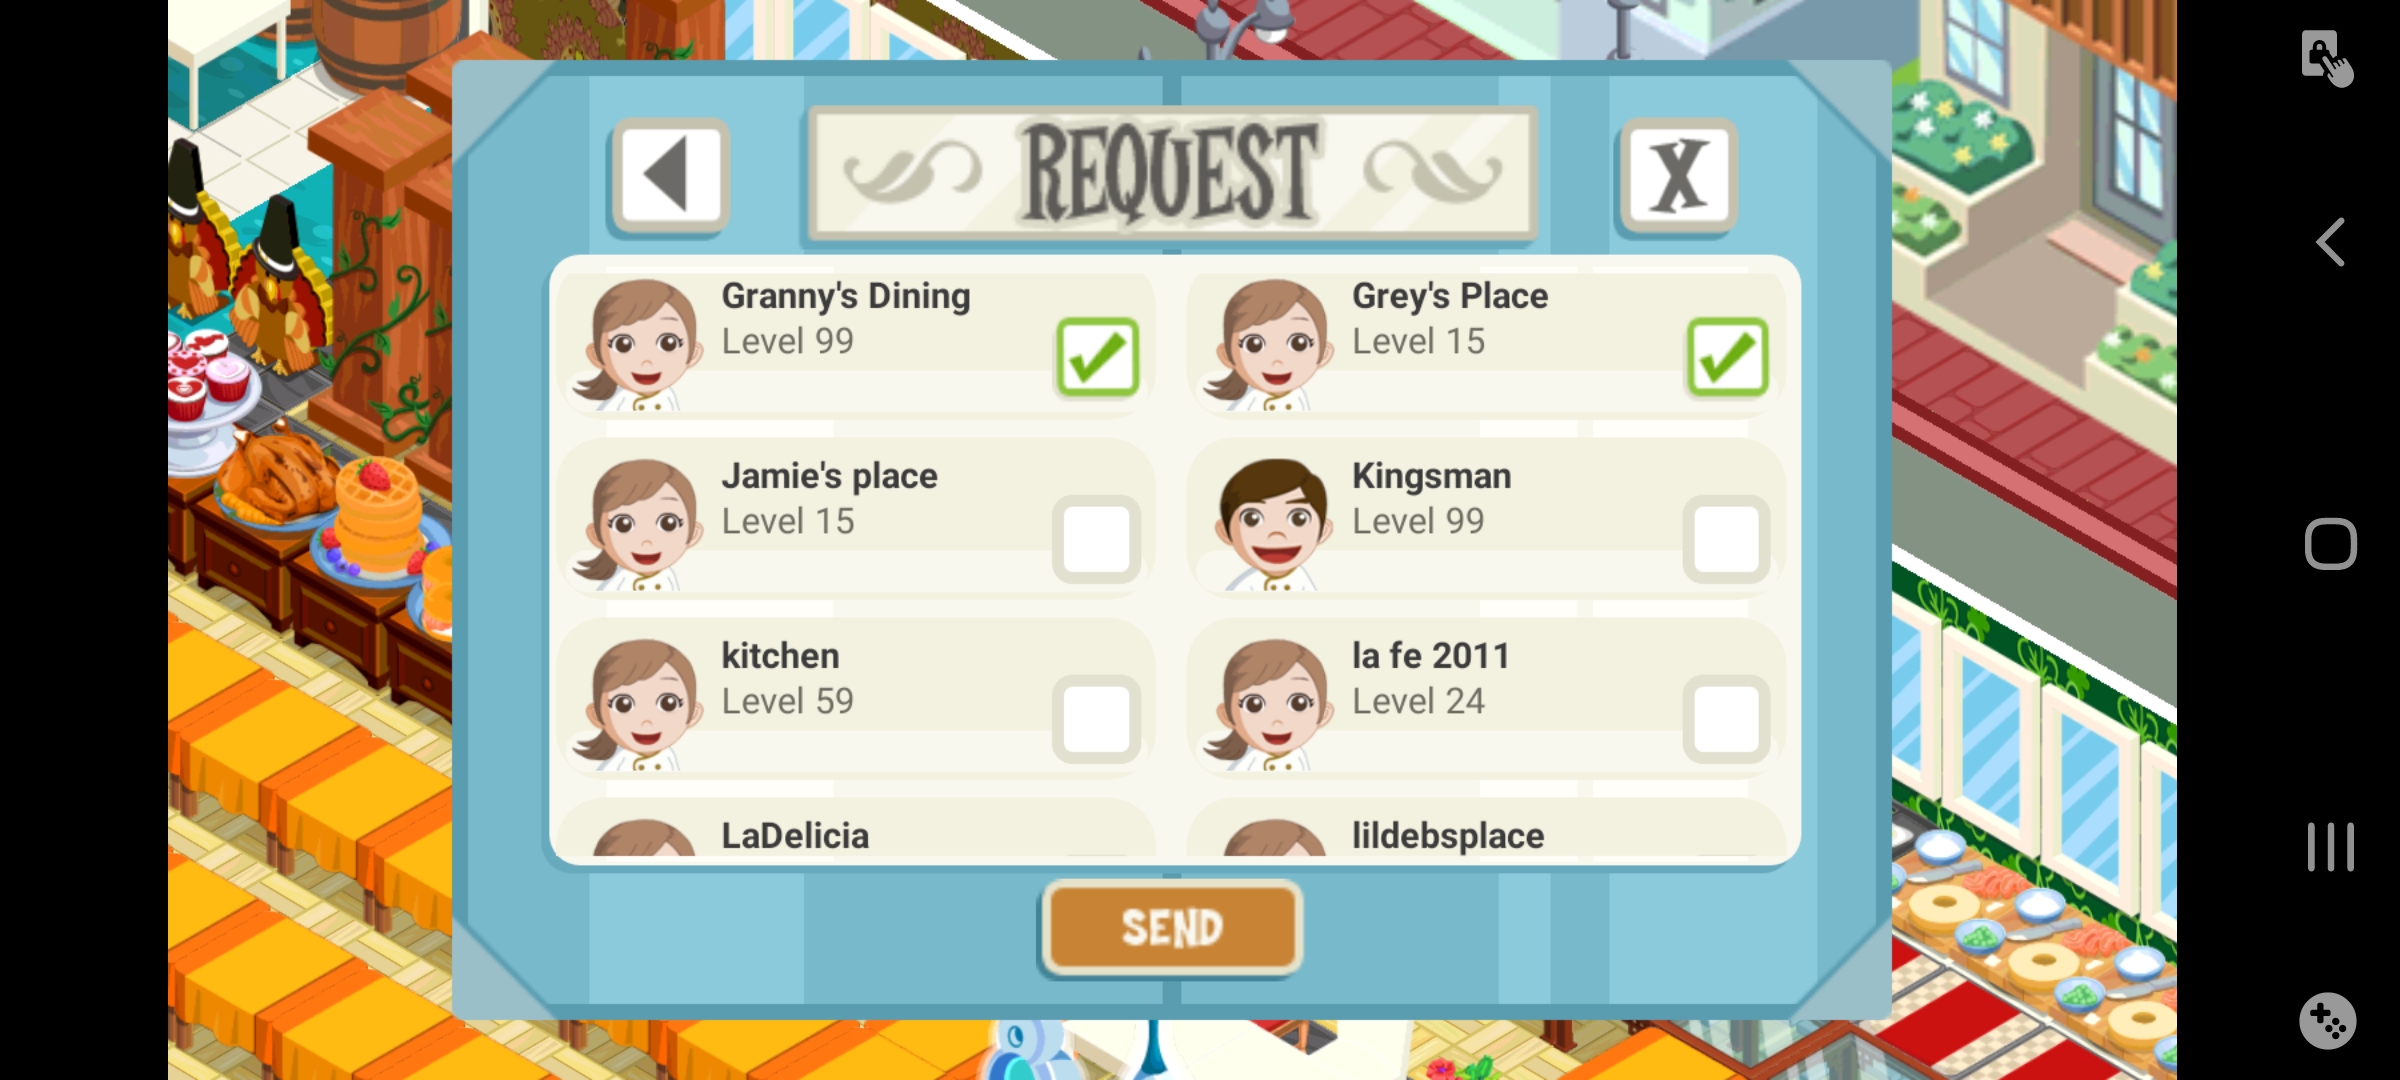 REQUEST
X
Granny's Dining
Level 99
Grey's Place
Level 15
Jamie's place
Level 15
Kingsman
Level 99
kitchen
Level 59
la fe 2011
Level 24
LaDelicia
lildebsplace
SEND